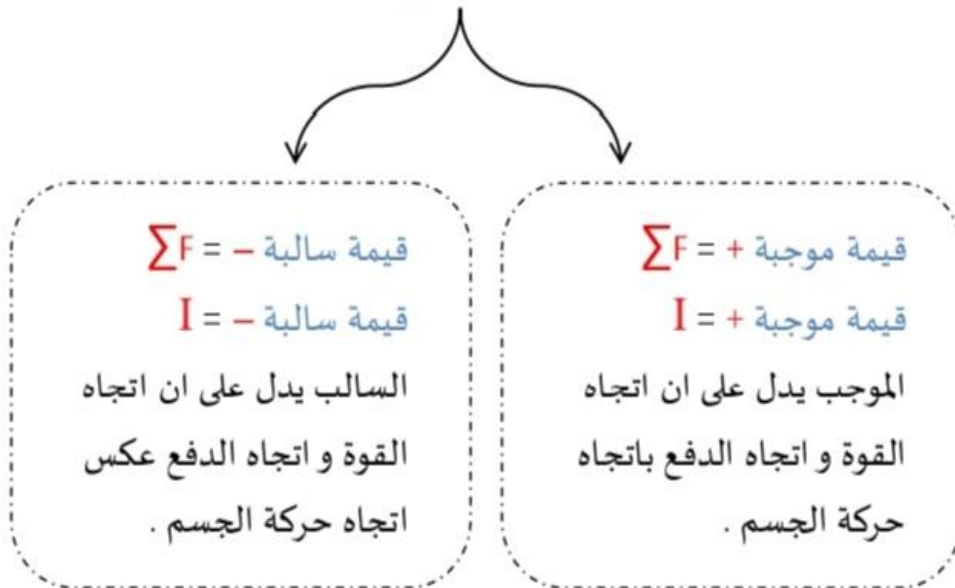 ∑F = + قيمة موجبة
I = + قيمة موجبة
الموجب يدل على ان اتجاه
القوة و اتجاه الدفع باتجاه
حركة الجسم .
∑F = − قيمة سالبة
I = − قيمة سالبة
السالب يدل على ان اتجاه
القوة و اتجاه الدفع عكس
اتجاه حركة الجسم .